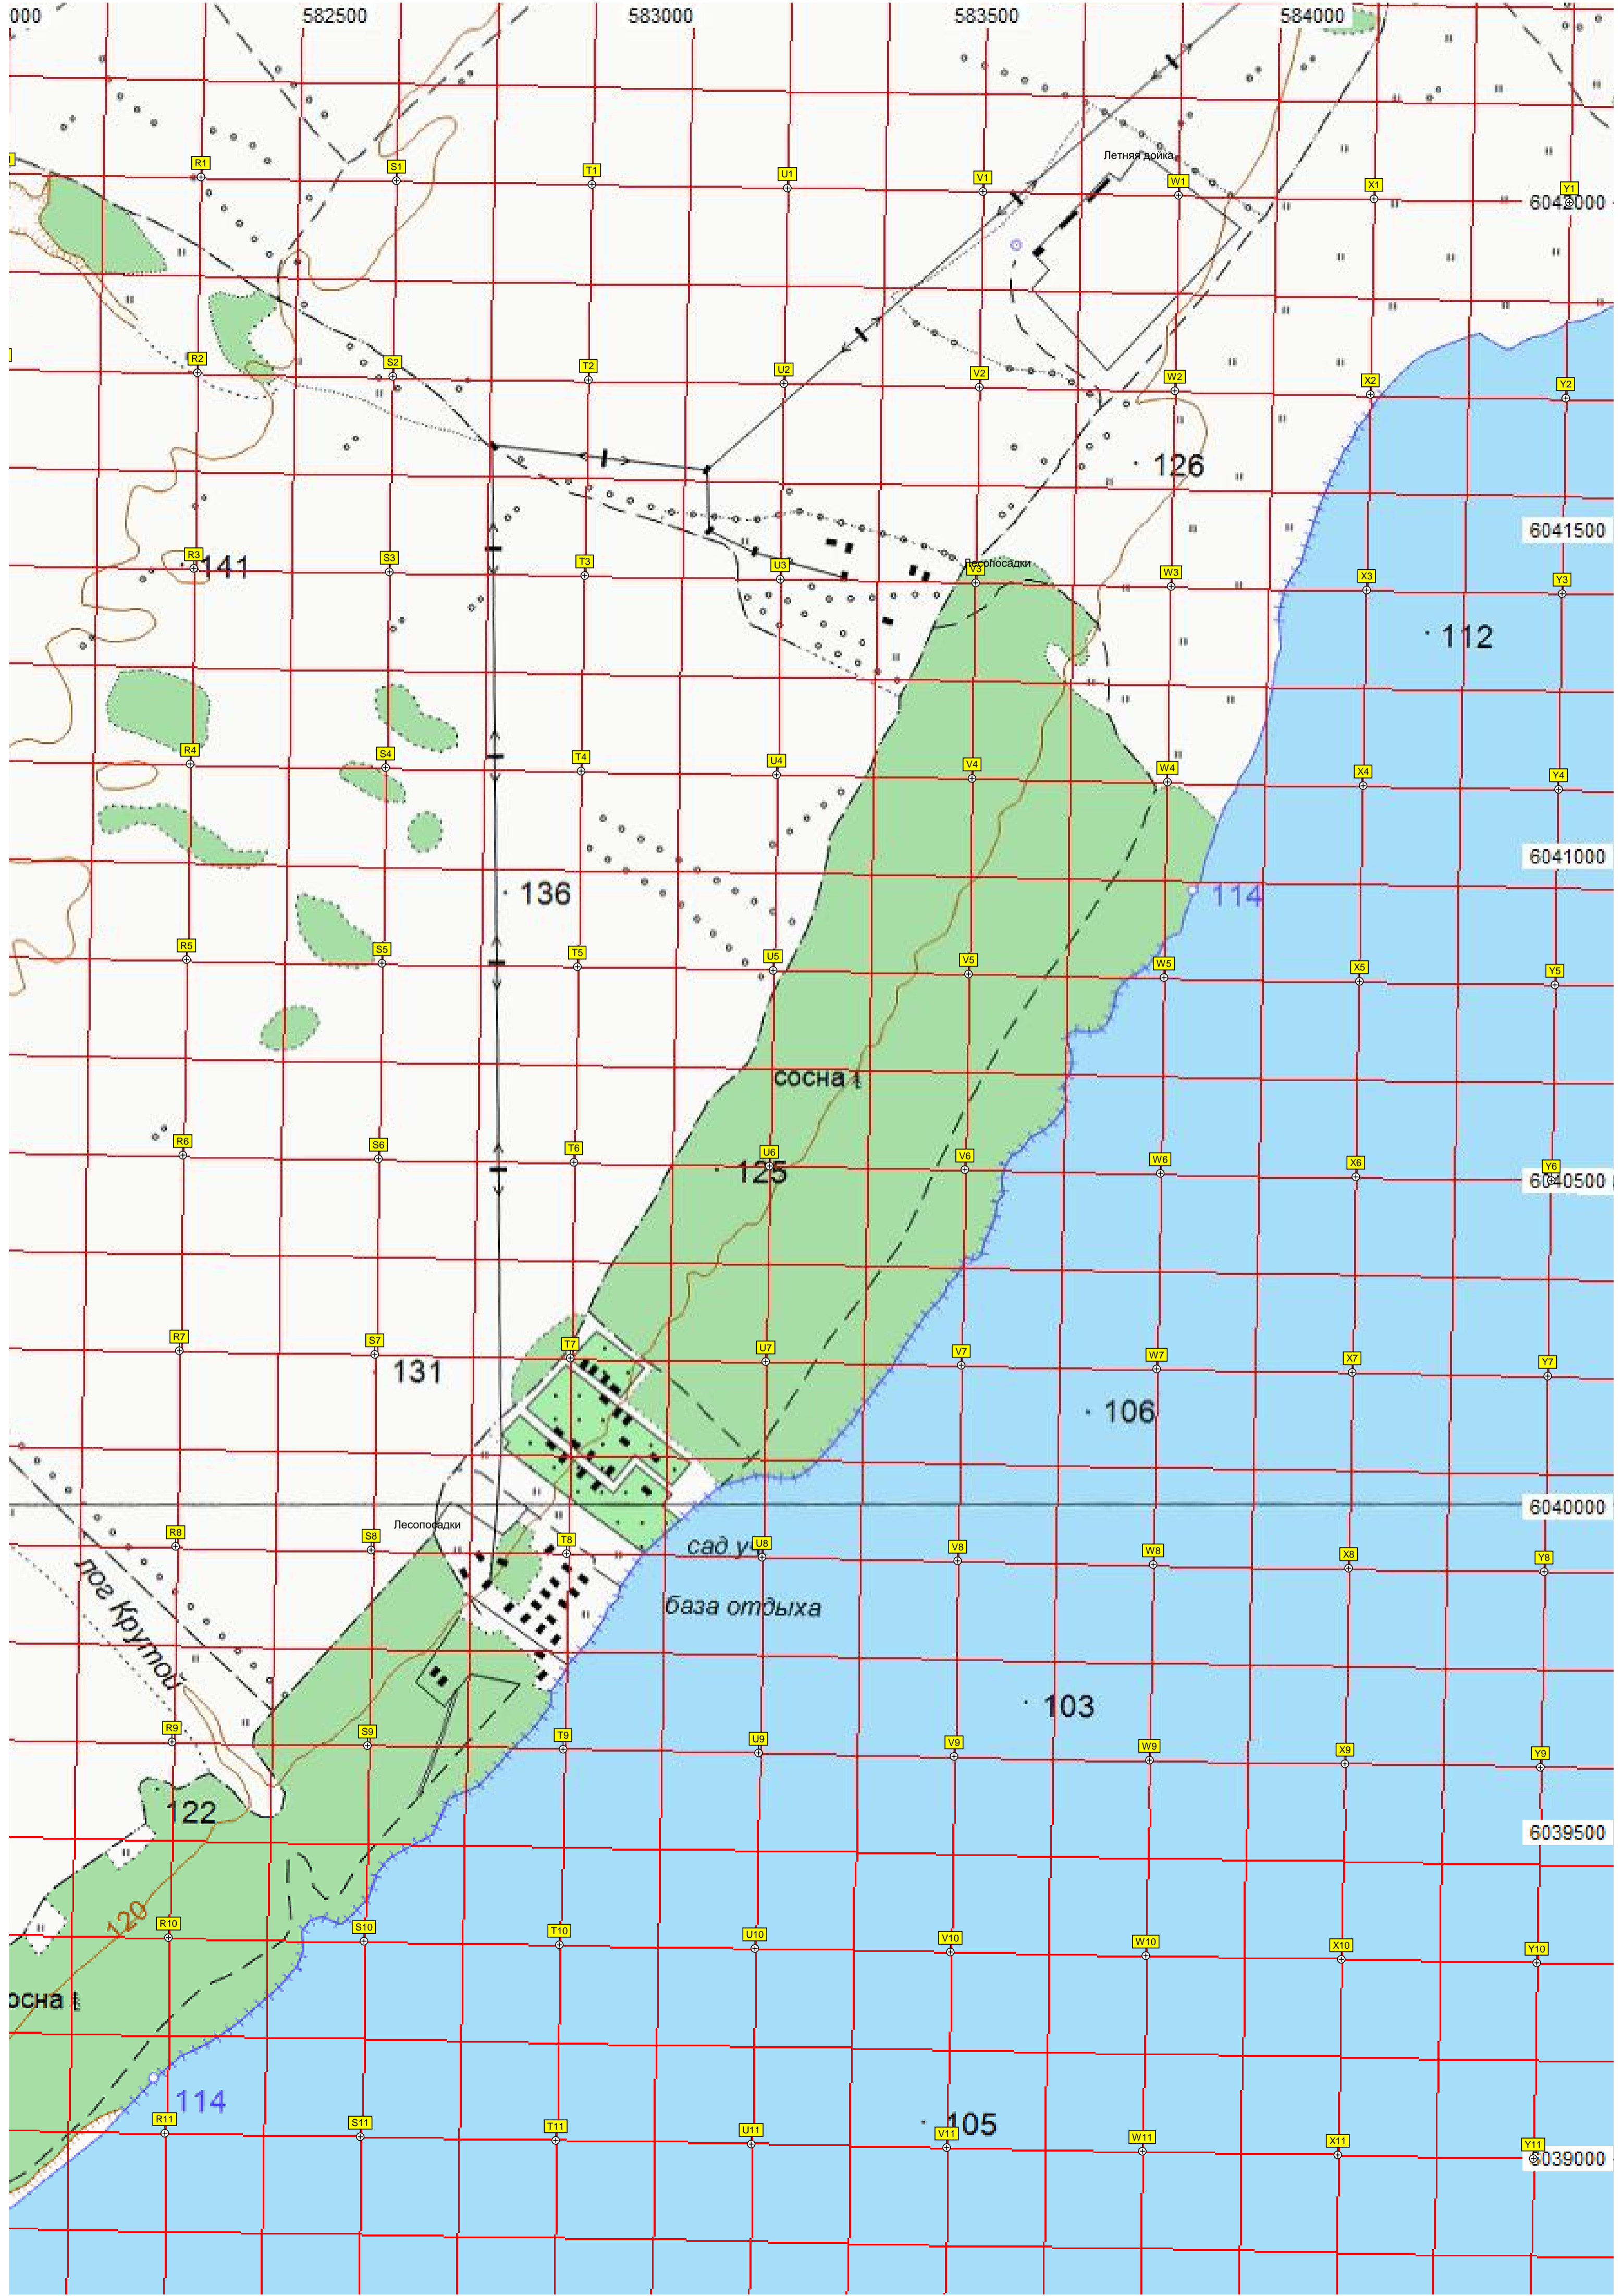 000 582500 583000 583500 584000
Летняя дойка
R1 S1 T1 U1 V1 W1 X1 Y1
6042000
R2 S2 T2 U2 V2 W2 X2 Y2
126
6041500
141
Лесопосадки
R3 S3 T3 U3 V3 W3 X3 Y3
112
R4 S4 T4 U4 V4 W4 X4 Y4
6041000
136
114
R5 S5 T5 U5 V5 W5 X5 Y5
сосна
R6 S6 T6 U6 V6 W6 X6 Y6
125
6040500
R7 S7 T7 U7 V7 W7 X7 Y7
131
106
6040000
Лесопосадки
R8 S8 T8 U8 V8 W8 X8 Y8
сад уч
лог Крутой
база отдыха
103
R9 S9 T9 U9 V9 W9 X9 Y9
122
6039500
120
R10 S10 T10 U10 V10 W10 X10 Y10
осна
114
R11 S11 T11 U11 V11 W11 X11 Y11
105
6039000